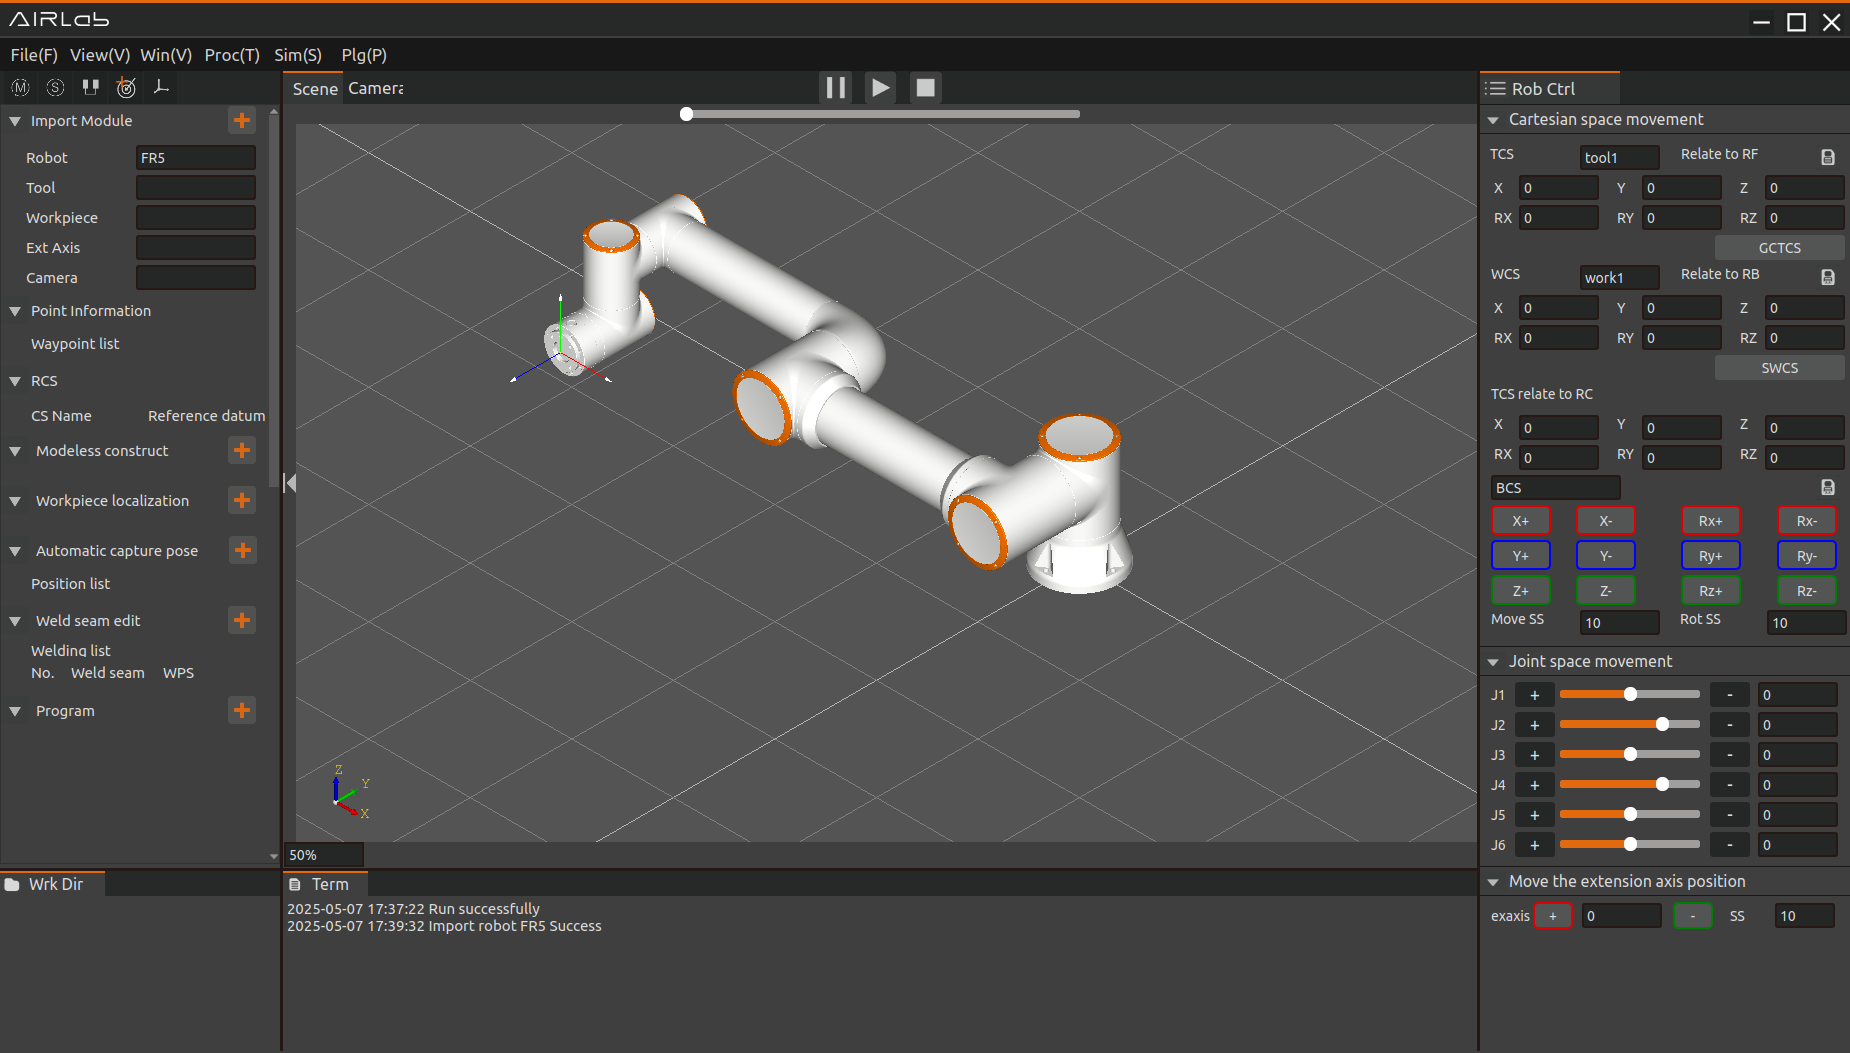 AIRLab
File(F) View(V) Win(V) Proc(T) Sim(S) Plg(P)
M S
Import Module
Robot FR5
Tool
Workpiece
Ext Axis
Camera
Point Information
Waypoint list
RCS
CS Name Reference datum
Modeless construct
Workpiece localization
Automatic capture pose
Position list
Weld seam edit
Welding list
No. Weld seam WPS
Program
Scene Camera
Z
Y
X
50%
Wrk Dir
Term
2025-05-07 17:37:22 Run successfully
2025-05-07 17:39:32 Import robot FR5 Success
Rob Ctrl
Cartesian space movement
TCS tool1 Relate to RF
X 0 Y 0 Z 0
RX 0 RY 0 RZ 0
GCTCS
WCS work1 Relate to RB
X 0 Y 0 Z 0
RX 0 RY 0 RZ 0
SWCS
TCS relate to RC
X 0 Y 0 Z 0
RX 0 RY 0 RZ 0
BCS
X+ X- Rx+ Rx-
Y+ Y- Ry+ Ry-
Z+ Z- Rz+ Rz-
Move SS 10 Rot SS 10
Joint space movement
J1 + - 0
J2 + - 0
J3 + - 0
J4 + - 0
J5 + - 0
J6 + - 0
Move the extension axis position
exaxis + 0 - SS 10